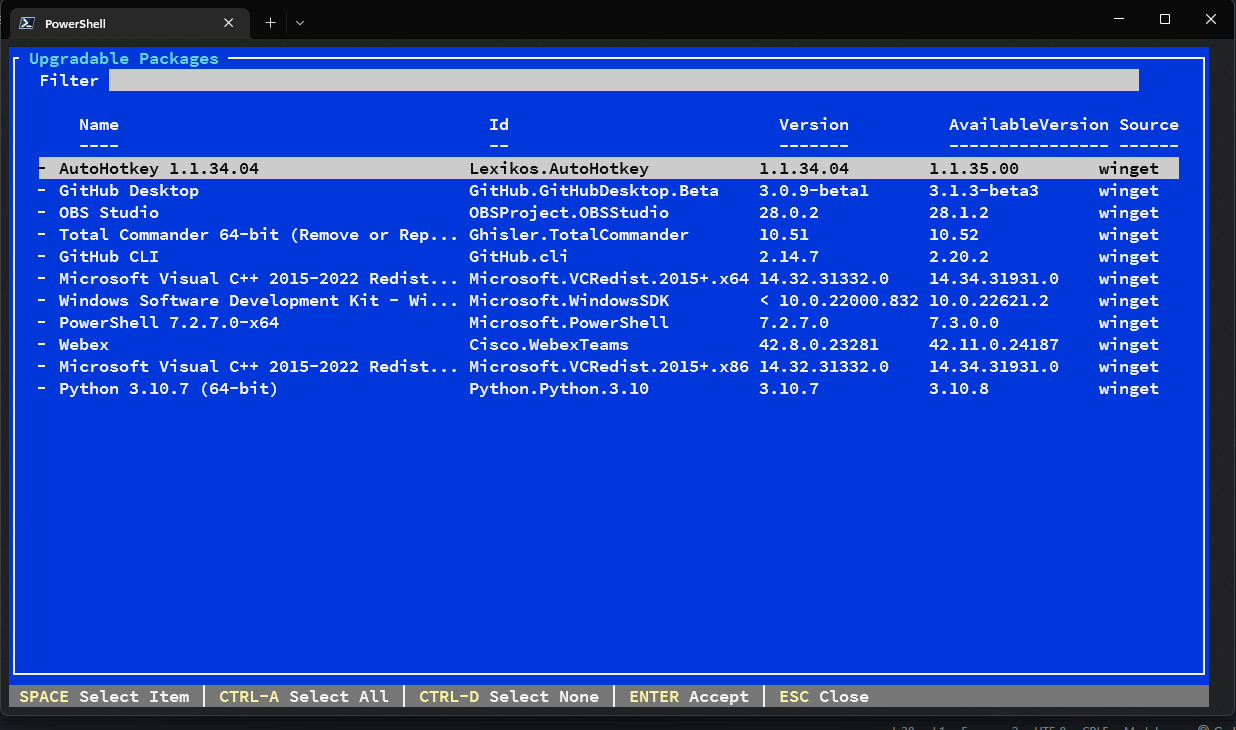 PowerShell
Upgradable Packages
Filter
Name Id Version AvailableVersion Source
---- -- ------- ---------------- ------
- AutoHotkey 1.1.34.04 Lexikos.AutoHotkey 1.1.34.04 1.1.35.00 winget
- GitHub Desktop GitHub.GitHubDesktop.Beta 3.0.9-beta1 3.1.3-beta3 winget
- OBS Studio OBSProject.OBSStudio 28.0.2 28.1.2 winget
- Total Commander 64-bit (Remove or Rep... Ghisler.TotalCommander 10.51 10.52 winget
- GitHub CLI GitHub.cli 2.14.7 2.20.2 winget
- Microsoft Visual C++ 2015-2022 Redist... Microsoft.VCRedist.2015+.x64 14.32.31332.0 14.34.31931.0 winget
- Windows Software Development Kit - Wi... Microsoft.WindowsSDK < 10.0.22000.832 10.0.22621.2 winget
- PowerShell 7.2.7.0-x64 Microsoft.PowerShell 7.2.7.0 7.3.0.0 winget
- Webex Cisco.WebexTeams 42.8.0.23281 42.11.0.24187 winget
- Microsoft Visual C++ 2015-2022 Redist... Microsoft.VCRedist.2015+.x86 14.32.31332.0 14.34.31931.0 winget
- Python 3.10.7 (64-bit) Python.Python.3.10 3.10.7 3.10.8 winget
SPACE Select Item CTRL-A Select All CTRL-D Select None ENTER Accept ESC Close